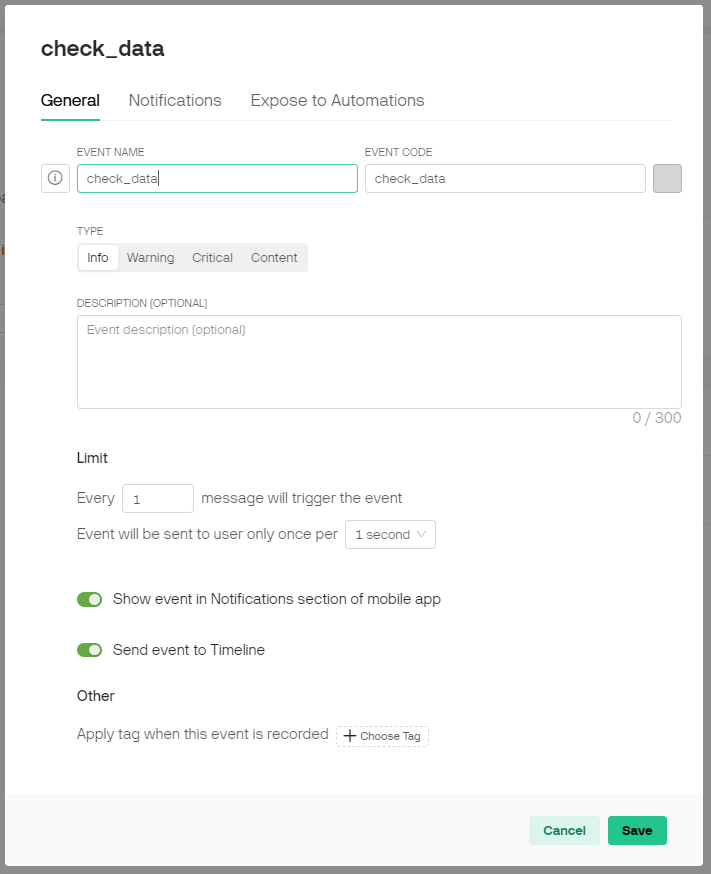 check_data
General Notifications Expose to Automations
EVENT NAME EVENT CODE
check_data check_data
TYPE
Info Warning Critical Content
DESCRIPTION (OPTIONAL)
Event description (optional)
0 / 300
Limit
Every 1 message will trigger the event
Event will be sent to user only once per 1 second
Show event in Notifications section of mobile app
Send event to Timeline
Other
Apply tag when this event is recorded + Choose Tag
Cancel Save